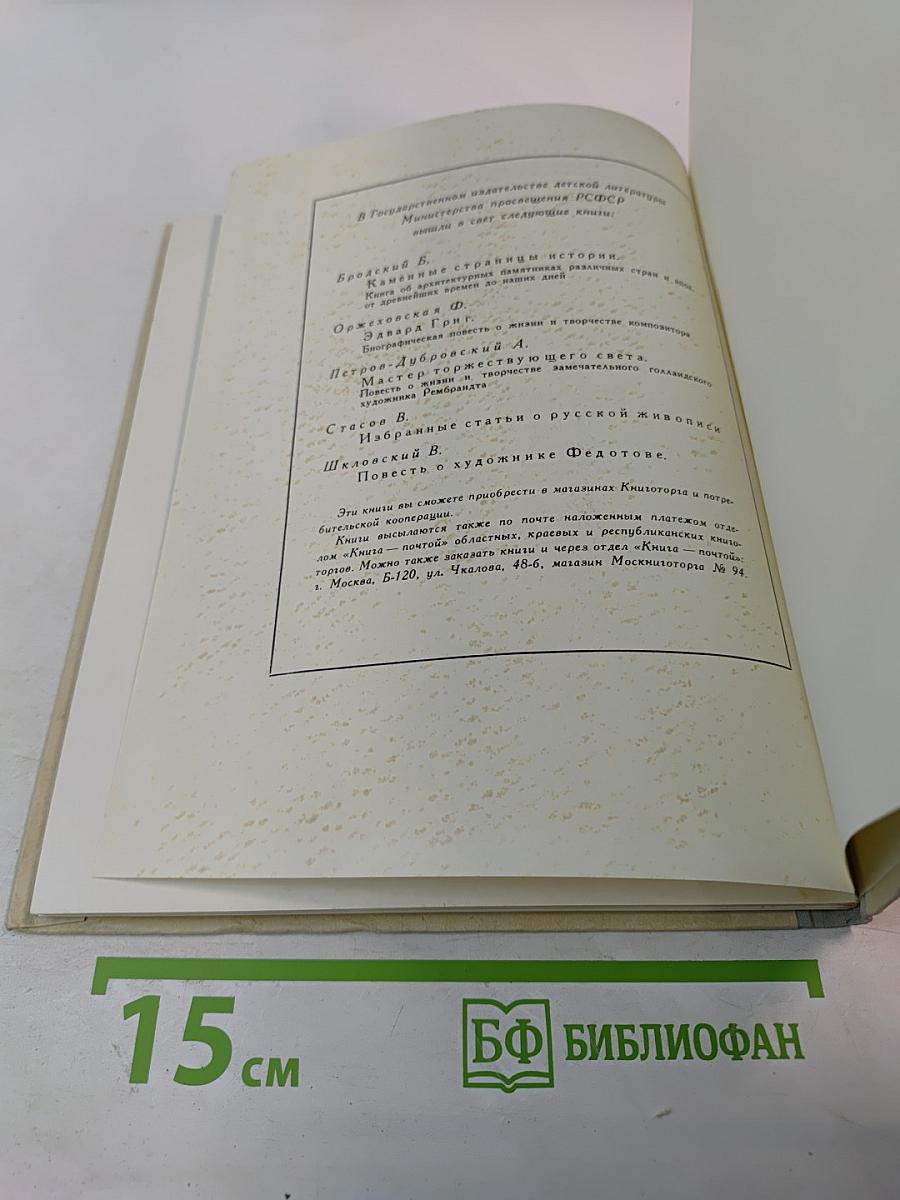 В Государственном издательстве детской литературы
Министерства просвещения РСФСР
вышли в свет следующие книги:
Бродский Б.
Каменные страницы истории.
Книга об архитектурных памятниках различных стран и эпох,
от древнейших времен до наших дней
Оржеховская Ф.
Эдвард Григ.
Биографическая повесть о жизни и творчестве композитора
Петров-Дубровский А.
Мастер торжествующего света.
Повесть о жизни и творчестве замечательного голландского
художника Рембрандта
Стасов В.
Избранные статьи о русской живописи
Шкловский В.
Повесть о художнике Федотове.
Эти книги вы сможете приобрести в магазинах Книготорга и потре-
бительской кооперации.
Книги высылаются также по почте наложенным платежом отде-
лом «Книга — почтой» областных, краевых и республиканских книго-
торгов. Можно также заказать книги и через отдел «Книга — почтой»:
г. Москва, Б-120, ул. Чкалова, 48-б, магазин Москниготорга № 94.
15 см
БФ БИБЛИОФАН